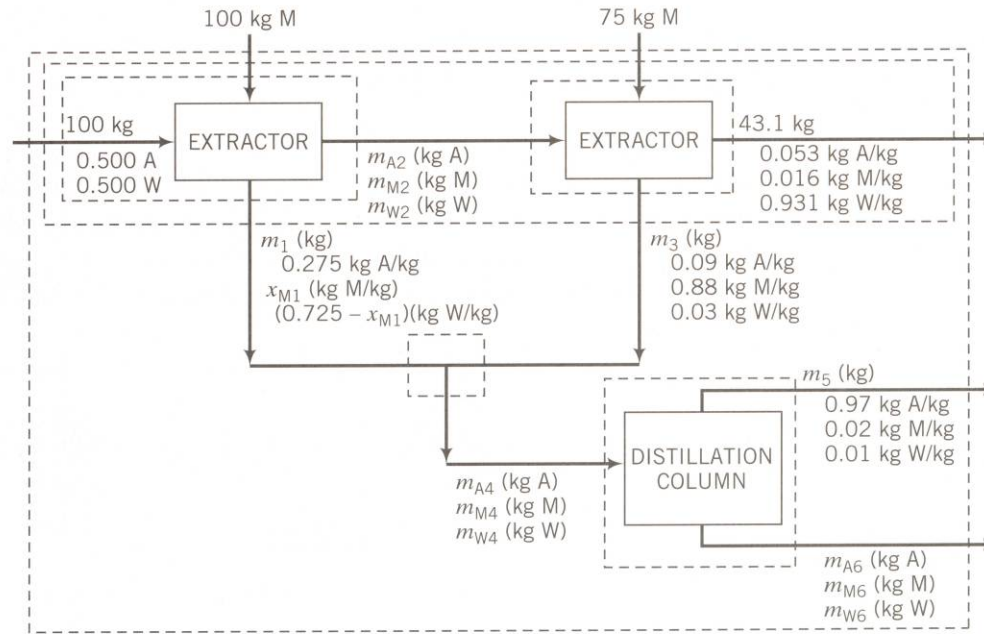 100 kg M
75 kg M
100 kg
0.500 A
0.500 W
EXTRACTOR
m_A2 (kg A)
m_M2 (kg M)
m_W2 (kg W)
EXTRACTOR
43.1 kg
0.053 kg A/kg
0.016 kg M/kg
0.931 kg W/kg
m_1 (kg)
0.275 kg A/kg
x_M1 (kg M/kg)
(0.725 – x_M1)(kg W/kg)
m_3 (kg)
0.09 kg A/kg
0.88 kg M/kg
0.03 kg W/kg
m_A4 (kg A)
m_M4 (kg M)
m_W4 (kg W)
DISTILLATION
COLUMN
m_5 (kg)
0.97 kg A/kg
0.02 kg M/kg
0.01 kg W/kg
m_A6 (kg A)
m_M6 (kg M)
m_W6 (kg W)